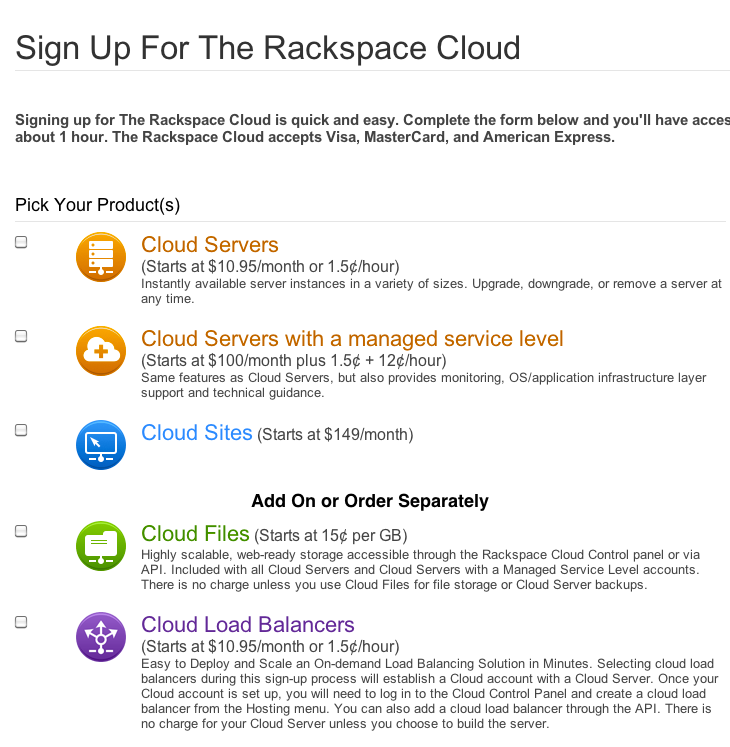 Sign Up For The Rackspace Cloud
Signing up for The Rackspace Cloud is quick and easy. Complete the form below and you'll have acces
about 1 hour. The Rackspace Cloud accepts Visa, MasterCard, and American Express.
Pick Your Product(s)
Cloud Servers
(Starts at $10.95/month or 1.5¢/hour)
Instantly available server instances in a variety of sizes. Upgrade, downgrade, or remove a server at
any time.
Cloud Servers with a managed service level
(Starts at $100/month plus 1.5¢ + 12¢/hour)
Same features as Cloud Servers, but also provides monitoring, OS/application infrastructure layer
support and technical guidance.
Cloud Sites (Starts at $149/month)
Add On or Order Separately
Cloud Files (Starts at 15¢ per GB)
Highly scalable, web-ready storage accessible through the Rackspace Cloud Control panel or via
API. Included with all Cloud Servers and Cloud Servers with a Managed Service Level accounts.
There is no charge unless you use Cloud Files for file storage or Cloud Server backups.
Cloud Load Balancers
(Starts at $10.95/month or 1.5¢/hour)
Easy to Deploy and Scale an On-demand Load Balancing Solution in Minutes. Selecting cloud load
balancers during this sign-up process will establish a Cloud account with a Cloud Server. Once your
Cloud account is set up, you will need to log in to the Cloud Control Panel and create a cloud load
balancer from the Hosting menu. You can also add a cloud load balancer through the API. There is
no charge for your Cloud Server unless you choose to build the server.